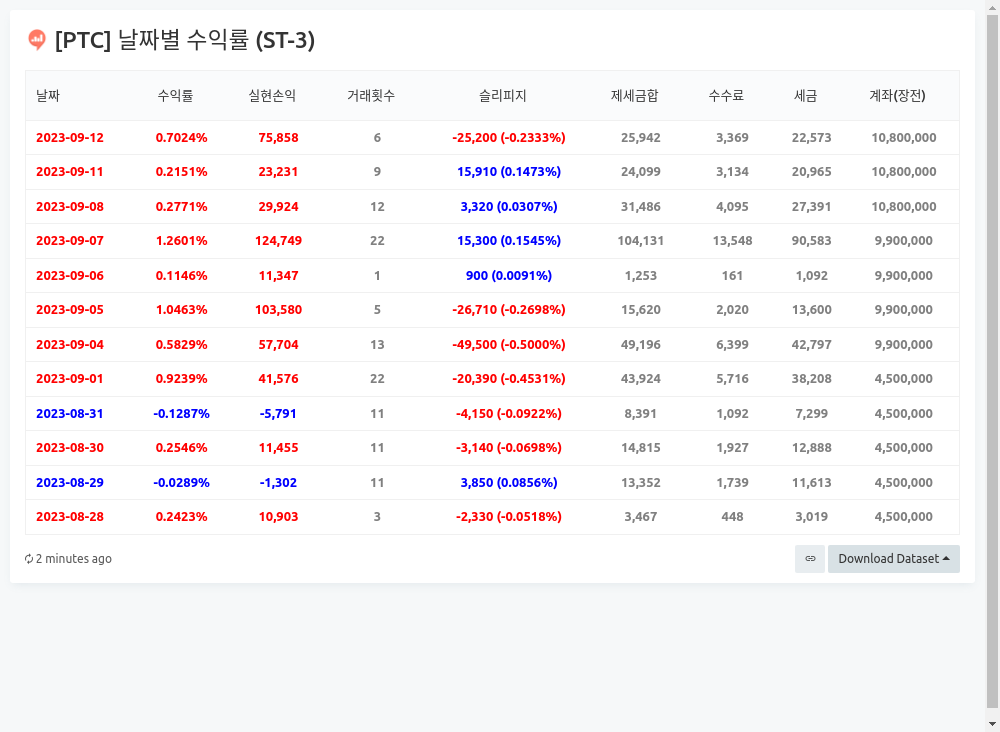 [PTC] 날짜별 수익률 (ST-3)
날짜 수익률 실현손익 거래횟수 슬리피지 제세금합 수수료 세금 계좌(장전)
2023-09-12 0.7024% 75,858 6 -25,200 (-0.2333%) 25,942 3,369 22,573 10,800,000
2023-09-11 0.2151% 23,231 9 15,910 (0.1473%) 24,099 3,134 20,965 10,800,000
2023-09-08 0.2771% 29,924 12 3,320 (0.0307%) 31,486 4,095 27,391 10,800,000
2023-09-07 1.2601% 124,749 22 15,300 (0.1545%) 104,131 13,548 90,583 9,900,000
2023-09-06 0.1146% 11,347 1 900 (0.0091%) 1,253 161 1,092 9,900,000
2023-09-05 1.0463% 103,580 5 -26,710 (-0.2698%) 15,620 2,020 13,600 9,900,000
2023-09-04 0.5829% 57,704 13 -49,500 (-0.5000%) 49,196 6,399 42,797 9,900,000
2023-09-01 0.9239% 41,576 22 -20,390 (-0.4531%) 43,924 5,716 38,208 4,500,000
2023-08-31 -0.1287% -5,791 11 -4,150 (-0.0922%) 8,391 1,092 7,299 4,500,000
2023-08-30 0.2546% 11,455 11 -3,140 (-0.0698%) 14,815 1,927 12,888 4,500,000
2023-08-29 -0.0289% -1,302 11 3,850 (0.0856%) 13,352 1,739 11,613 4,500,000
2023-08-28 0.2423% 10,903 3 -2,330 (-0.0518%) 3,467 448 3,019 4,500,000
2 minutes ago Download Dataset